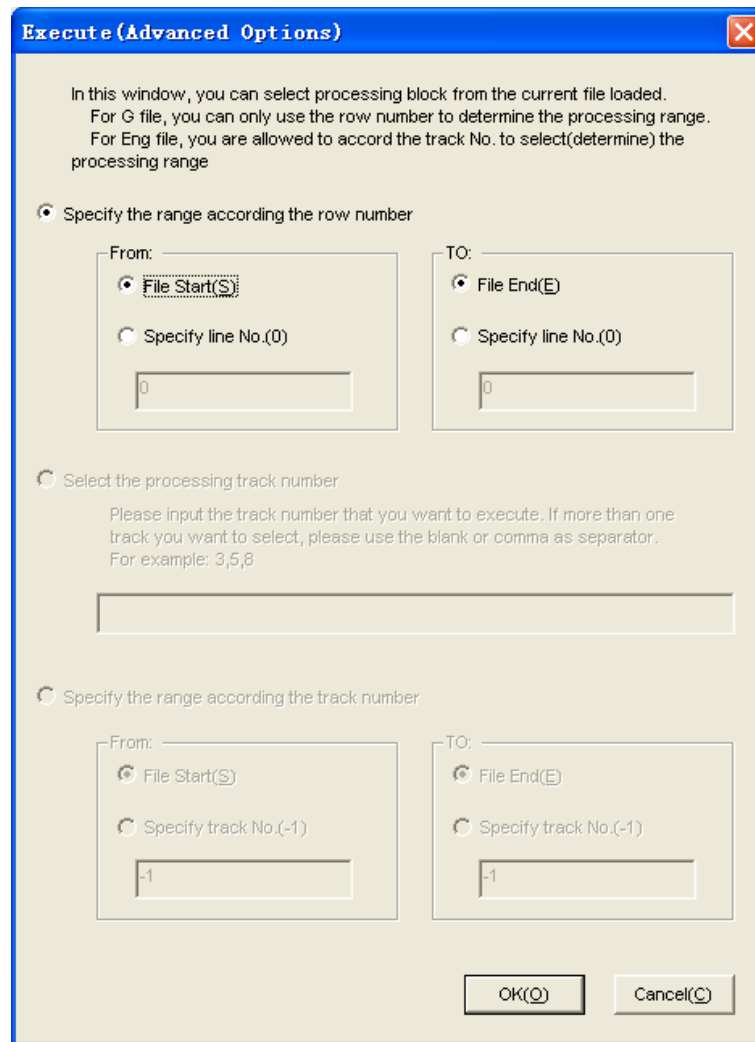 Execute(Advanced Options)
In this window, you can select processing block from the current file loaded.
For G file, you can only use the row number to determine the processing range.
For Eng file, you are allowed to accord the track No. to select(determine) the
processing range
Specify the range according the row number
From:
File Start(S)
Specify line No.(0)
0
TO:
File End(E)
Specify line No.(0)
0
Select the processing track number
Please input the track number that you want to execute. If more than one
track you want to select, please use the blank or comma as separator.
For example: 3,5,8
Specify the range according the track number
From:
File Start(S)
Specify track No.(-1)
-1
TO:
File End(E)
Specify track No.(-1)
-1
OK(O)
Cancel(C)